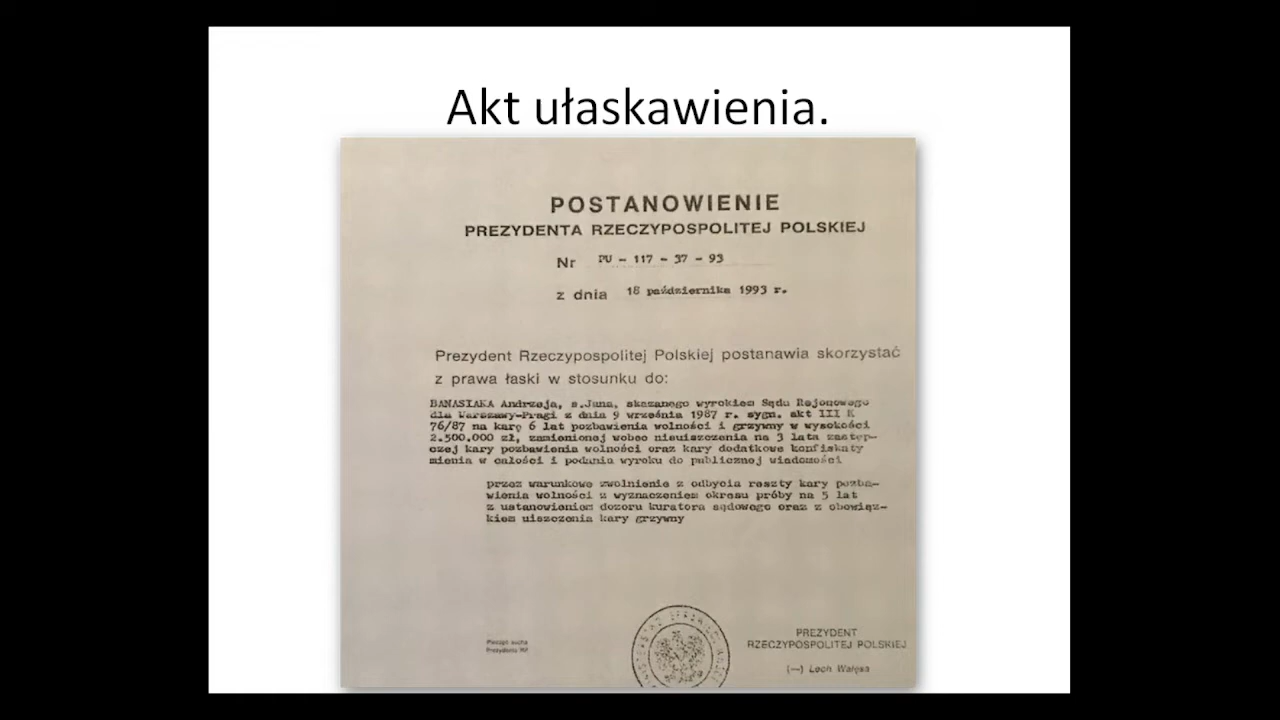 Akt ułaskawienia.
POSTANOWIENIE
PREZYDENTA RZECZYPOSPOLITEJ POLSKIEJ
Nr PU - 117 - 37 - 93
z dnia 18 października 1993 r.
Prezydent Rzeczypospolitej Polskiej postanawia skorzystać
z prawa łaski w stosunku do:
BANASIAKA Andrzeja, s.Jana, skazanego wyrokiem Sądu Rejonowego
dla Warszawy-Pragi z dnia 9 września 1987 r. sygn. akt III K
76/87 na karę 6 lat pozbawienia wolności i grzywny w wysokości
2.500.000 zł, zamienionej wobec nieuiszczenia na 3 lata zastęp-
czej kary pozbawienia wolności oraz kary dodatkowe konfiskaty
mienia w całości i podania wyroku do publicznej wiadomości
przez warunkowe zwolnienie z odbycia reszty kary pozba-
wienia wolności z wyznaczeniem okresu próby na 5 lat
z ustanowieniem dozoru kuratora sądowego oraz z obowiąz-
kiem uiszczenia kary grzywny
Pieczęć sucha
Prezydenta RP
PREZYDENT
RZECZYPOSPOLITEJ POLSKIEJ
(—) Lech Wałęsa